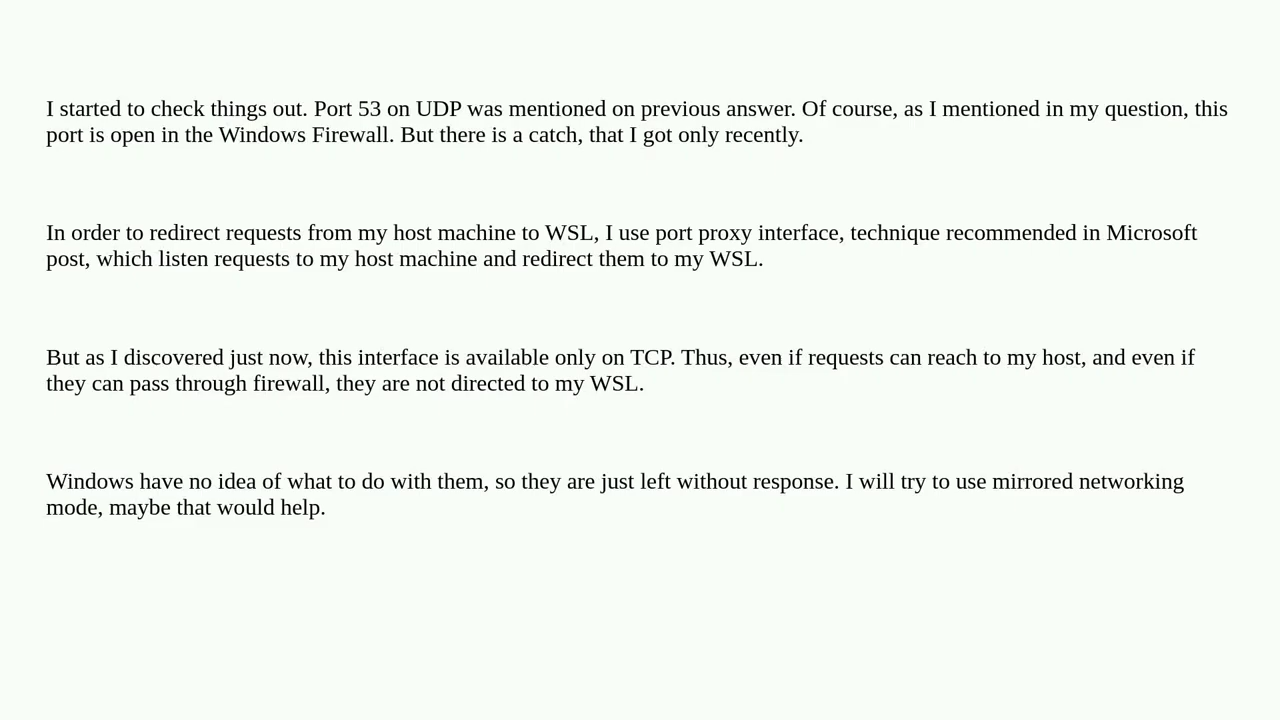 I started to check things out. Port 53 on UDP was mentioned on previous answer. Of course, as I mentioned in my question, this
port is open in the Windows Firewall. But there is a catch, that I got only recently.
In order to redirect requests from my host machine to WSL, I use port proxy interface, technique recommended in Microsoft
post, which listen requests to my host machine and redirect them to my WSL.
But as I discovered just now, this interface is available only on TCP. Thus, even if requests can reach to my host, and even if
they can pass through firewall, they are not directed to my WSL.
Windows have no idea of what to do with them, so they are just left without response. I will try to use mirrored networking
mode, maybe that would help.